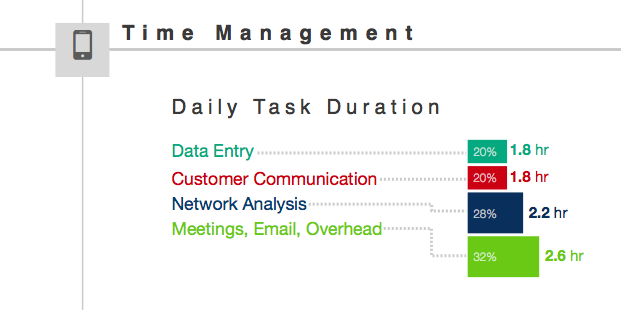 Time Management
Daily Task Duration
Data Entry 20% 1.8 hr
Customer Communication 20% 1.8 hr
Network Analysis 28% 2.2 hr
Meetings, Email, Overhead 32% 2.6 hr